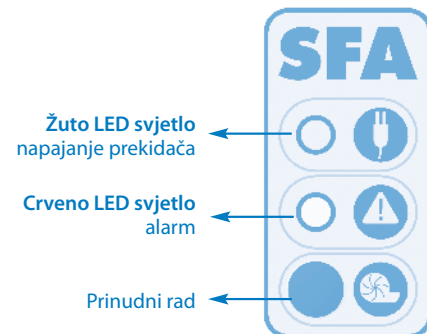 SFA
Žuto LED svjetlo
napajanje prekidača
Crveno LED svjetlo
alarm
Prinudni rad